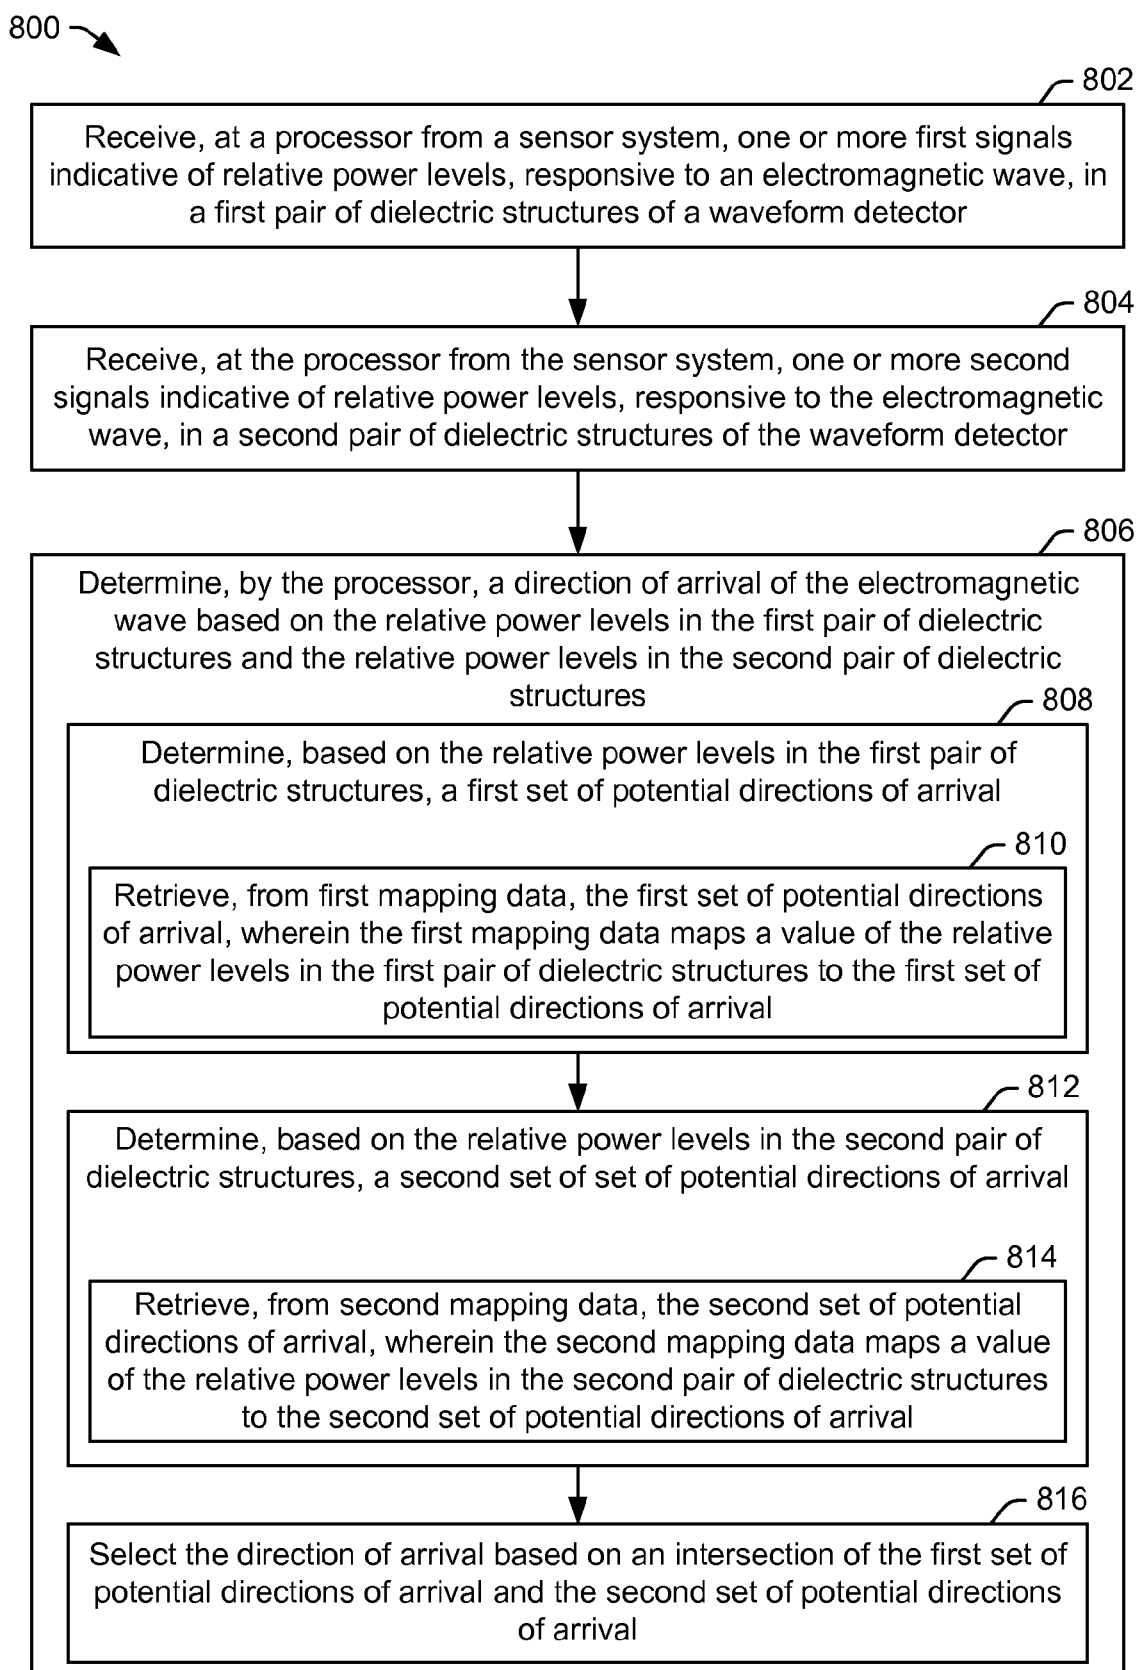 800
802
Receive, at a processor from a sensor system, one or more first signals
indicative of relative power levels, responsive to an electromagnetic wave, in
a first pair of dielectric structures of a waveform detector
804
Receive, at the processor from the sensor system, one or more second
signals indicative of relative power levels, responsive to the electromagnetic
wave, in a second pair of dielectric structures of the waveform detector
806
Determine, by the processor, a direction of arrival of the electromagnetic
wave based on the relative power levels in the first pair of dielectric
structures and the relative power levels in the second pair of dielectric
structures
808
Determine, based on the relative power levels in the first pair of
dielectric structures, a first set of potential directions of arrival
810
Retrieve, from first mapping data, the first set of potential directions
of arrival, wherein the first mapping data maps a value of the relative
power levels in the first pair of dielectric structures to the first set of
potential directions of arrival
812
Determine, based on the relative power levels in the second pair of
dielectric structures, a second set of set of potential directions of arrival
814
Retrieve, from second mapping data, the second set of potential
directions of arrival, wherein the second mapping data maps a value
of the relative power levels in the second pair of dielectric structures
to the second set of potential directions of arrival
816
Select the direction of arrival based on an intersection of the first set of
potential directions of arrival and the second set of potential directions
of arrival